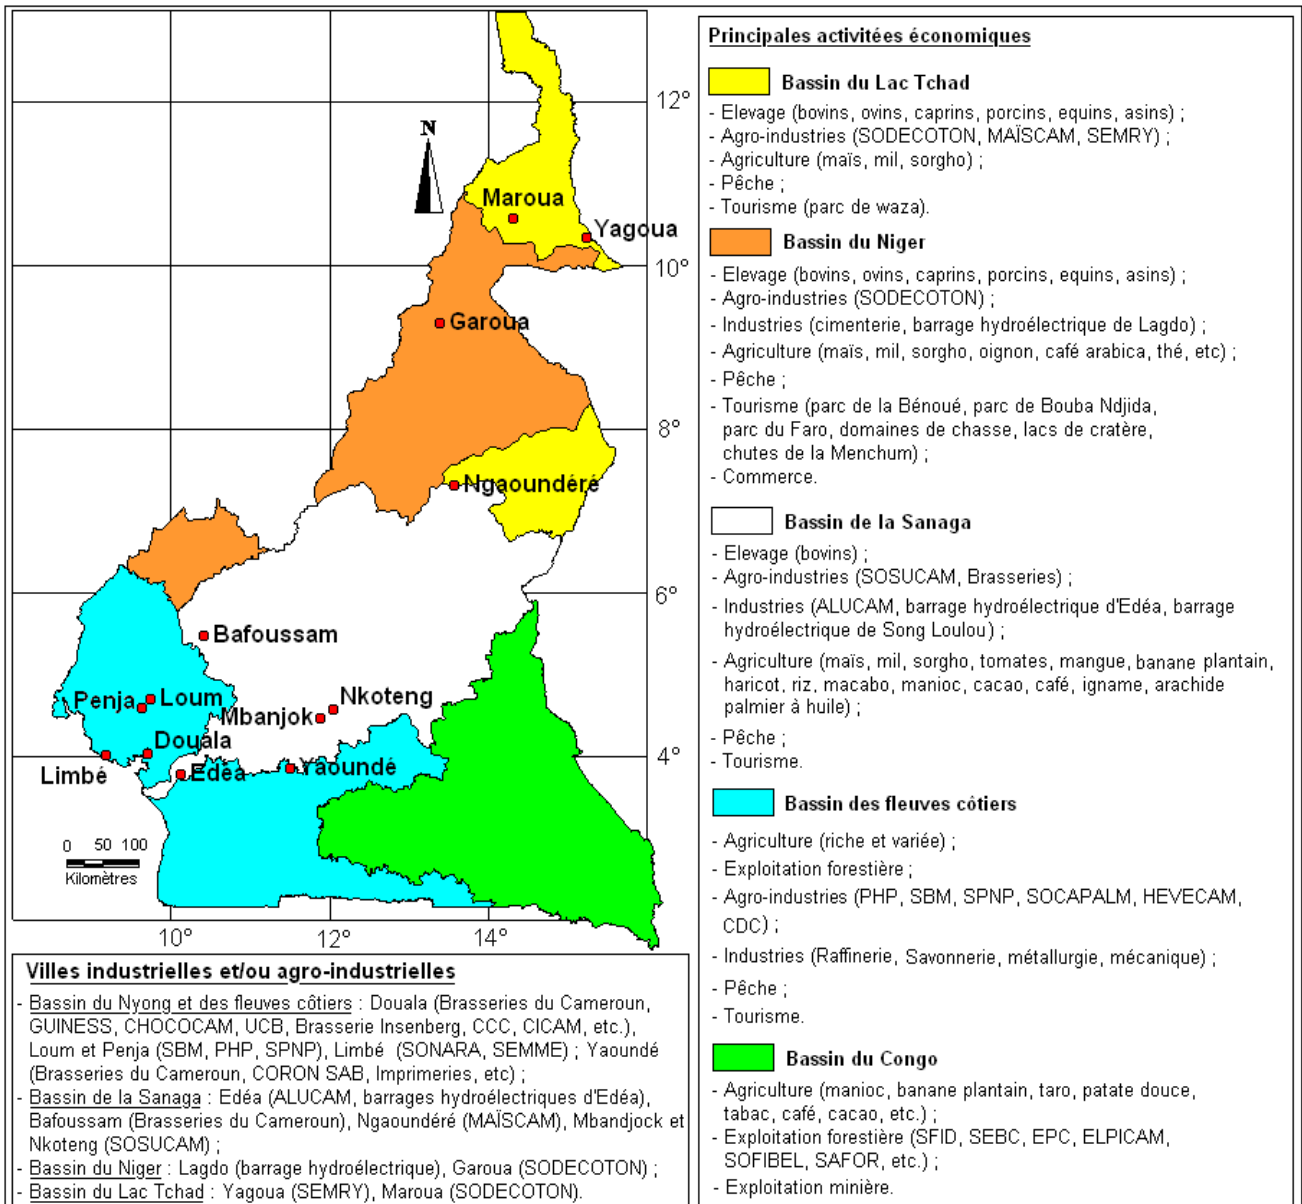 N
12°
10°
8°
6°
4°
10°
12°
14°
Maroua
Yagoua
Garoua
Ngaoundéré
Bafoussam
Penja
Loum
Nkoteng
Mbanjok
Douala
Limbé
Edéa
Yaoundé
0 50 100
Kilomètres
Principales activitées économiques
Bassin du Lac Tchad
- Elevage (bovins, ovins, caprins, porcins, equins, asins) ;
- Agro-industries (SODECOTON, MAÏSCAM, SEMRY) ;
- Agriculture (maïs, mil, sorgho) ;
- Pêche ;
- Tourisme (parc de waza).
Bassin du Niger
- Elevage (bovins, ovins, caprins, porcins, equins, asins) ;
- Agro-industries (SODECOTON) ;
- Industries (cimenterie, barrage hydroélectrique de Lagdo) ;
- Agriculture (maïs, mil, sorgho, oignon, café arabica, thé, etc) ;
- Pêche ;
- Tourisme (parc de la Bénoué, parc de Bouba Ndjida,
parc du Faro, domaines de chasse, lacs de cratère,
chutes de la Menchum) ;
- Commerce.
Bassin de la Sanaga
- Elevage (bovins) ;
- Agro-industries (SOSUCAM, Brasseries) ;
- Industries (ALUCAM, barrage hydroélectrique d'Edéa, barrage
hydroélectrique de Song Loulou) ;
- Agriculture (maïs, mil, sorgho, tomates, mangue, banane plantain,
haricot, riz, macabo, manioc, cacao, café, igname, arachide
palmier à huile) ;
- Pêche ;
- Tourisme.
Bassin des fleuves côtiers
- Agriculture (riche et variée) ;
- Exploitation forestière ;
- Agro-industries (PHP, SBM, SPNP, SOCAPALM, HEVECAM,
CDC) ;
- Industries (Raffinerie, Savonnerie, métallurgie, mécanique) ;
- Pêche ;
- Tourisme.
Bassin du Congo
- Agriculture (manioc, banane plantain, taro, patate douce,
tabac, café, cacao, etc.) ;
- Exploitation forestière (SFID, SEBC, EPC, ELPICAM,
SOFIBEL, SAFOR, etc.) ;
- Exploitation minière.
Villes industrielles et/ou agro-industrielles
- Bassin du Nyong et des fleuves côtiers : Douala (Brasseries du Cameroun,
GUINESS, CHOCOCAM, UCB, Brasserie Insenberg, CCC, CICAM, etc.),
Loum et Penja (SBM, PHP, SPNP), Limbé (SONARA, SEMME) ; Yaoundé
(Brasseries du Cameroun, CORON SAB, Imprimeries, etc) ;
- Bassin de la Sanaga : Edéa (ALUCAM, barrages hydroélectriques d'Edéa),
Bafoussam (Brasseries du Cameroun), Ngaoundéré (MAÏSCAM), Mbandjock et
Nkoteng (SOSUCAM) ;
- Bassin du Niger : Lagdo (barrage hydroélectrique), Garoua (SODECOTON) ;
- Bassin du Lac Tchad : Yagoua (SEMRY), Maroua (SODECOTON).